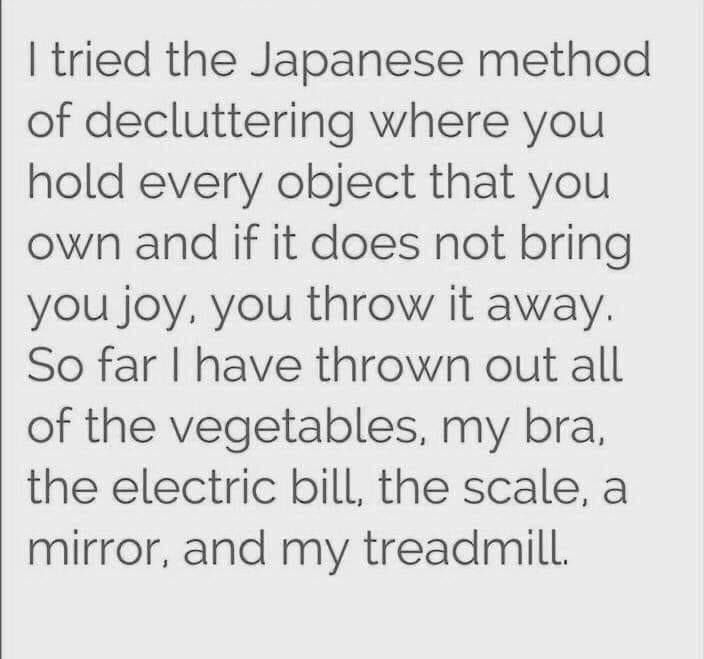 I tried the Japanese method
of decluttering where you
hold every object that you
own and if it does not bring
you joy, you throw it away.
So far I have thrown out all
of the vegetables, my bra,
the electric bill, the scale, a
mirror, and my treadmill.